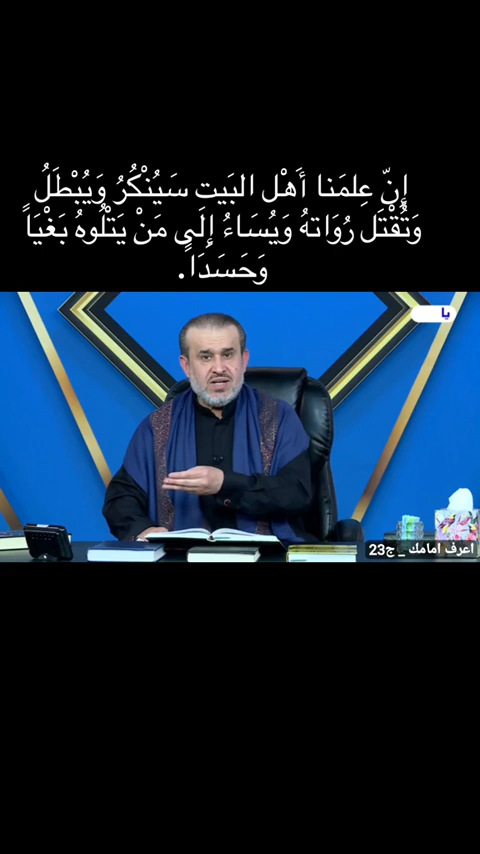 إِنّ عِلمَنا أَهْل البَيتِ سَيُنْكُرُ وَيُبْطَلُ
وَتُقْتَل رُوَاتهُ وَيُسَاءُ إِلَى مَنْ يَتْلُوهُ بَغْيَاً
وَحَسَدَاً.
يا
اعرف امامك _ ج23